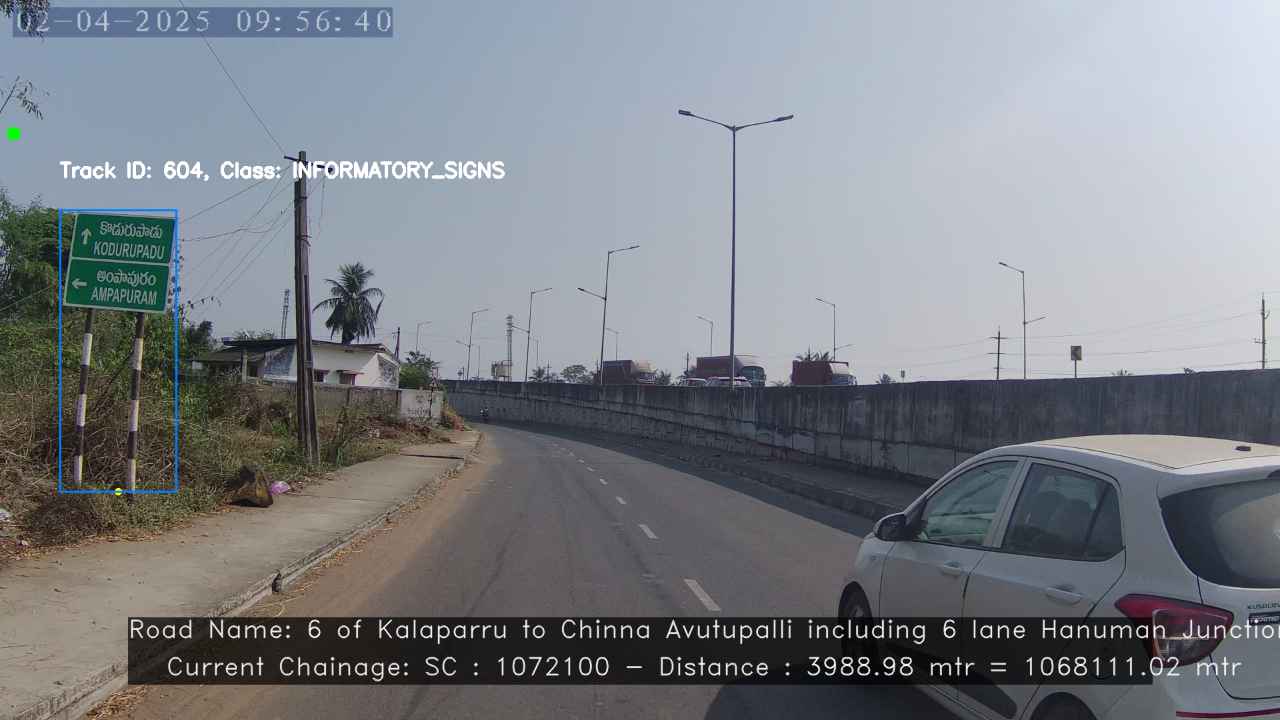 02-04-2025 09:56:40
Track ID: 604, Class: INFORMATORY_SIGNS
కొడురుపాడు
KODURUPADU
అంపాపురం
AMPAPURAM
Road Name: 6 of Kalaparru to Chinna Avutupalli including 6 lane Hanuman Junction
Current Chainage: SC : 1072100 - Distance : 3988.98 mtr = 1068111.02 mtr